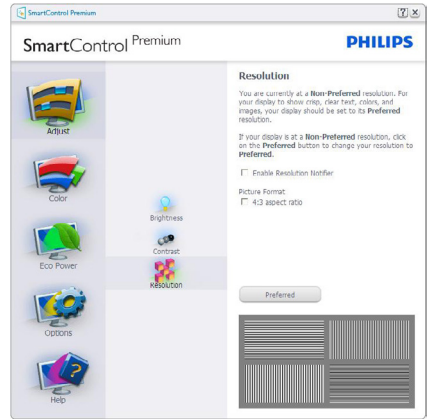 SmartControl Premium
SmartControl Premium
PHILIPS
Adjust
Color
Eco Power
Options
Help
Brightness
Contrast
Resolution
Resolution
You are currently at a Non-Preferred resolution. For
your display to show crisp, clear text, colors, and
images, your display should be set to its Preferred
resolution.
If your display is at a Non-Preferred resolution, click
on the Preferred button to change your resolution to
Preferred.
Enable Resolution Notifier
Picture Format
4:3 aspect ratio
Preferred